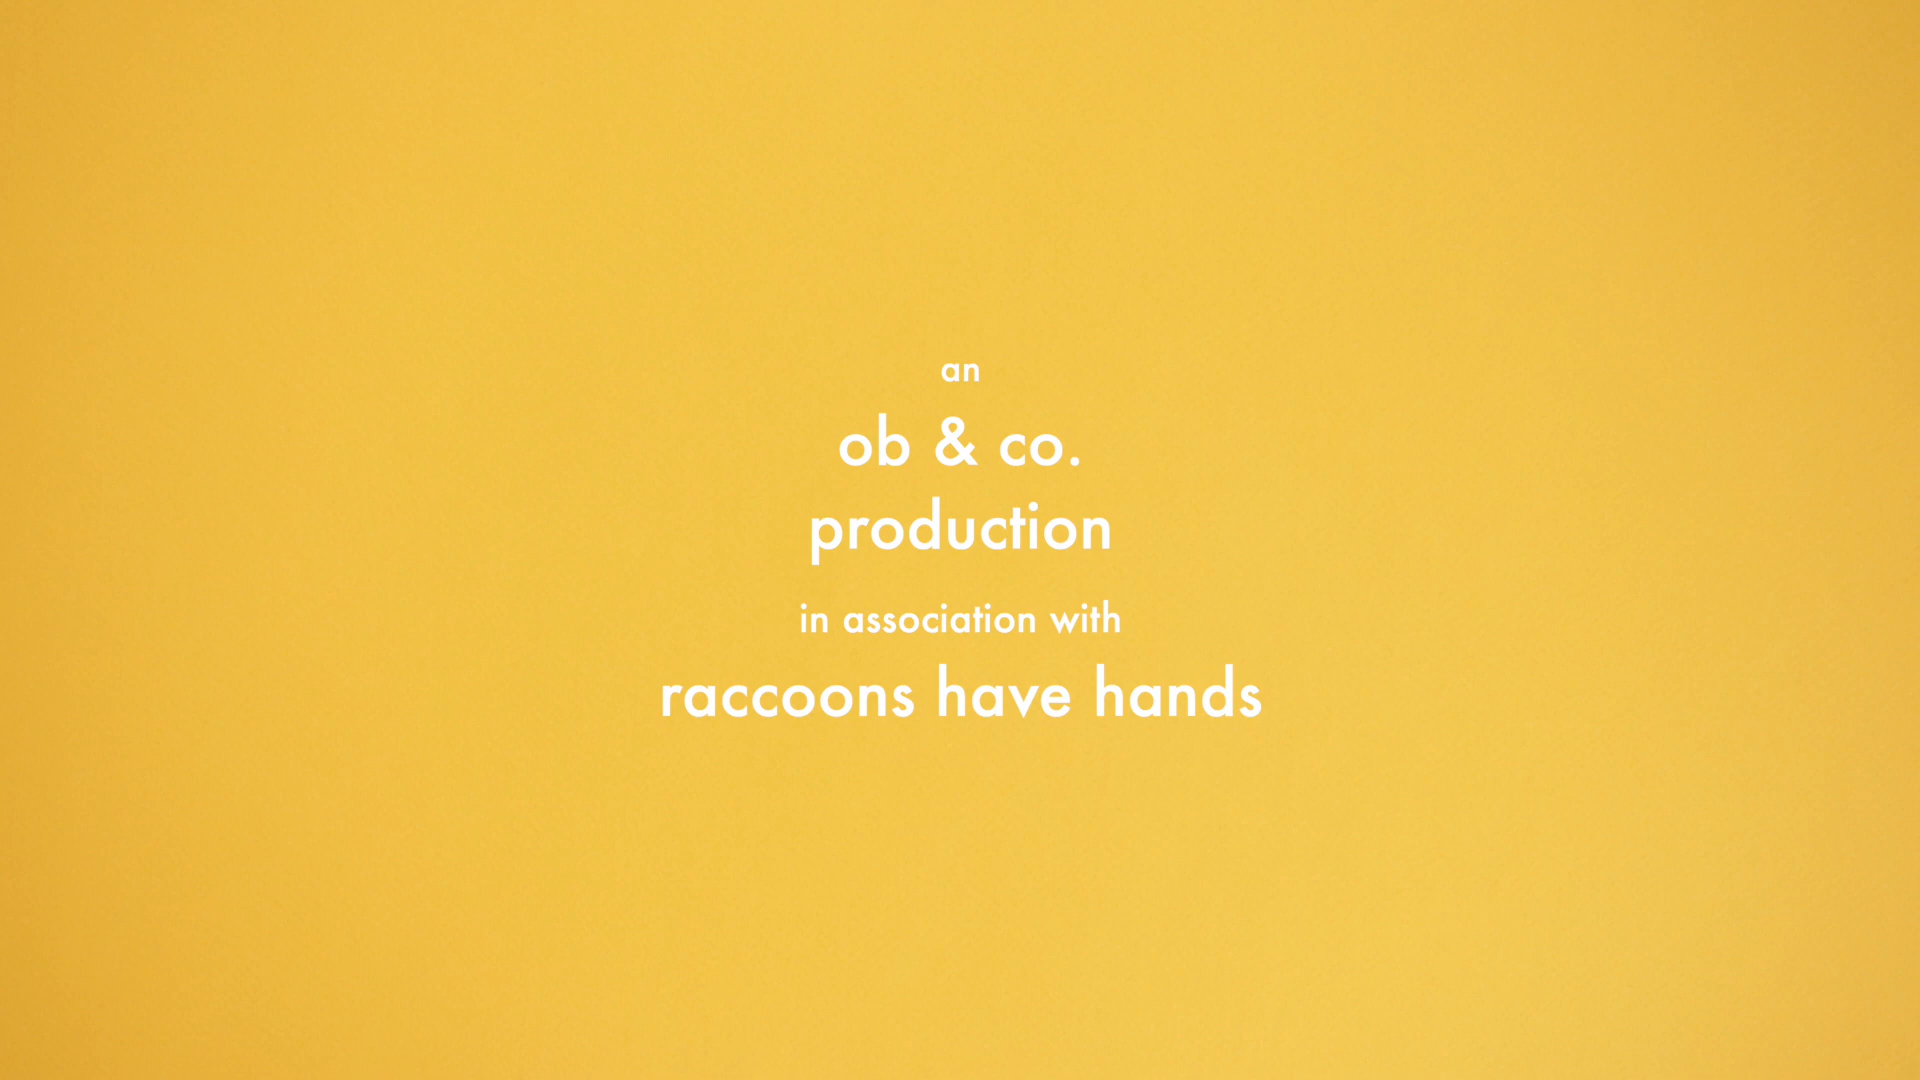 an
ob & co.
production
in association with
raccoons have hands